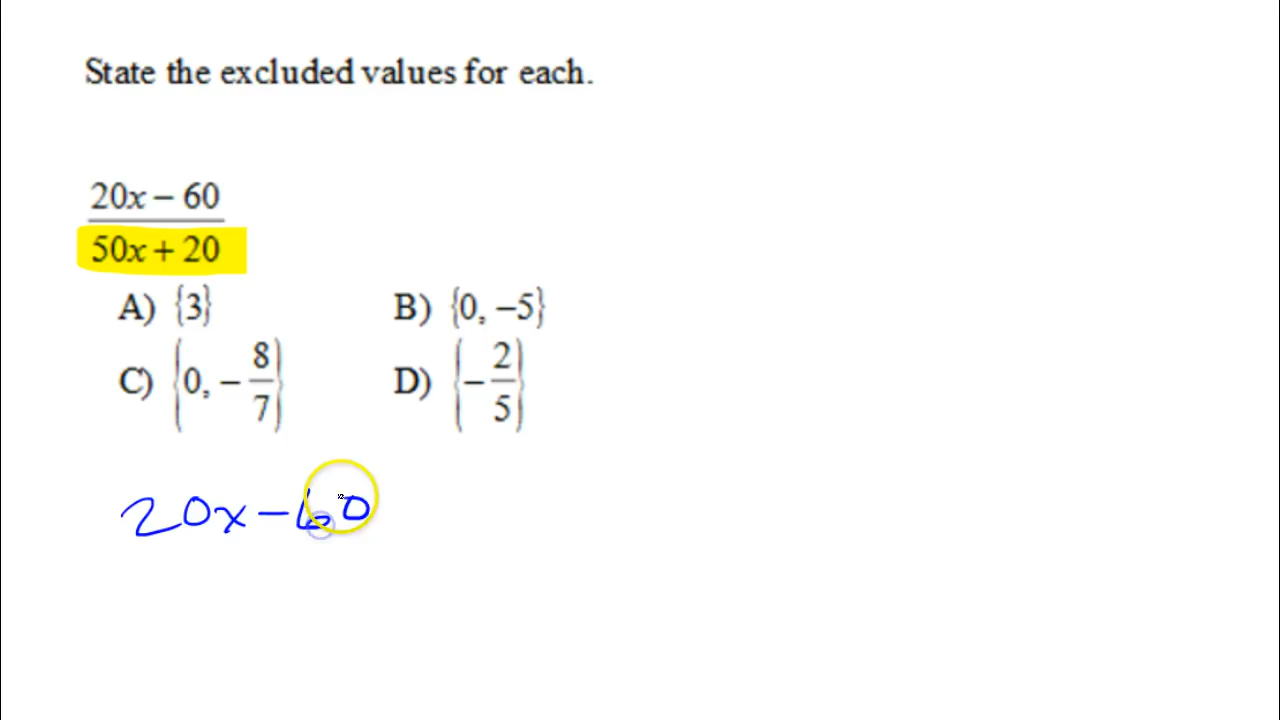 State the excluded values for each.
20x – 60
50x + 20
A) {3} B) {0, –5}
C) {0, – 8/7} D) {– 2/5}
20x – 60